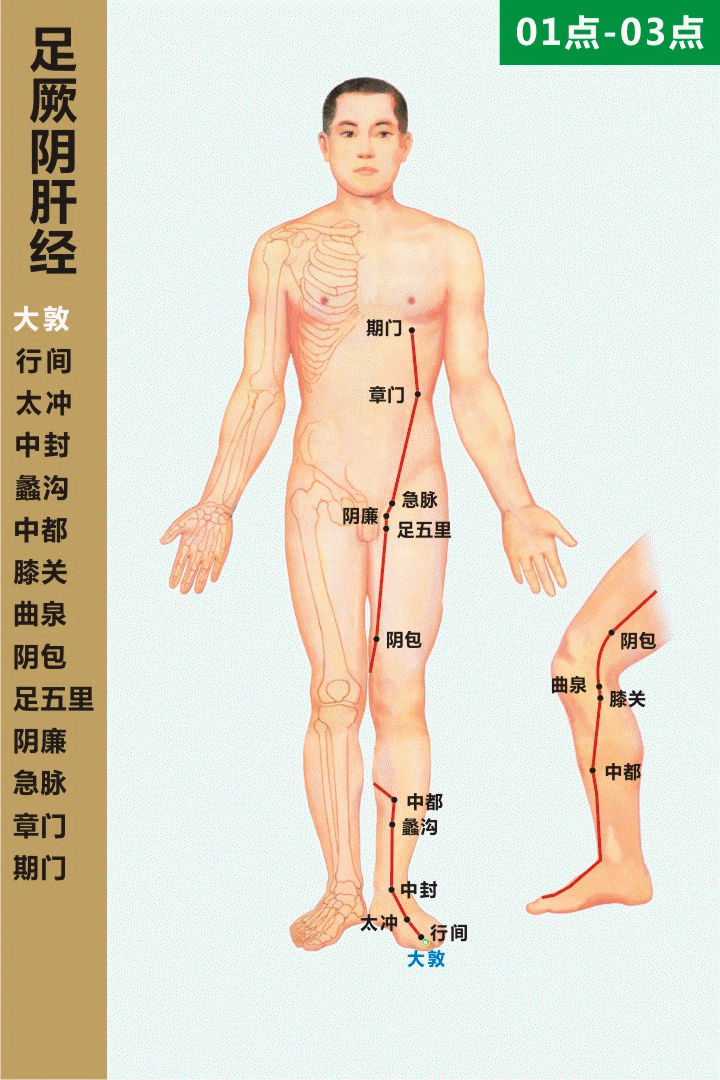 01点-03点
足厥阴肝经
大敦
行间
太冲
中封
蠡沟
中都
膝关
曲泉
阴包
足五里
阴廉
急脉
章门
期门
期门
章门
急脉
阴廉
足五里
阴包
中都
蠡沟
中封
太冲
行间
大敦
阴包
曲泉
膝关
中都